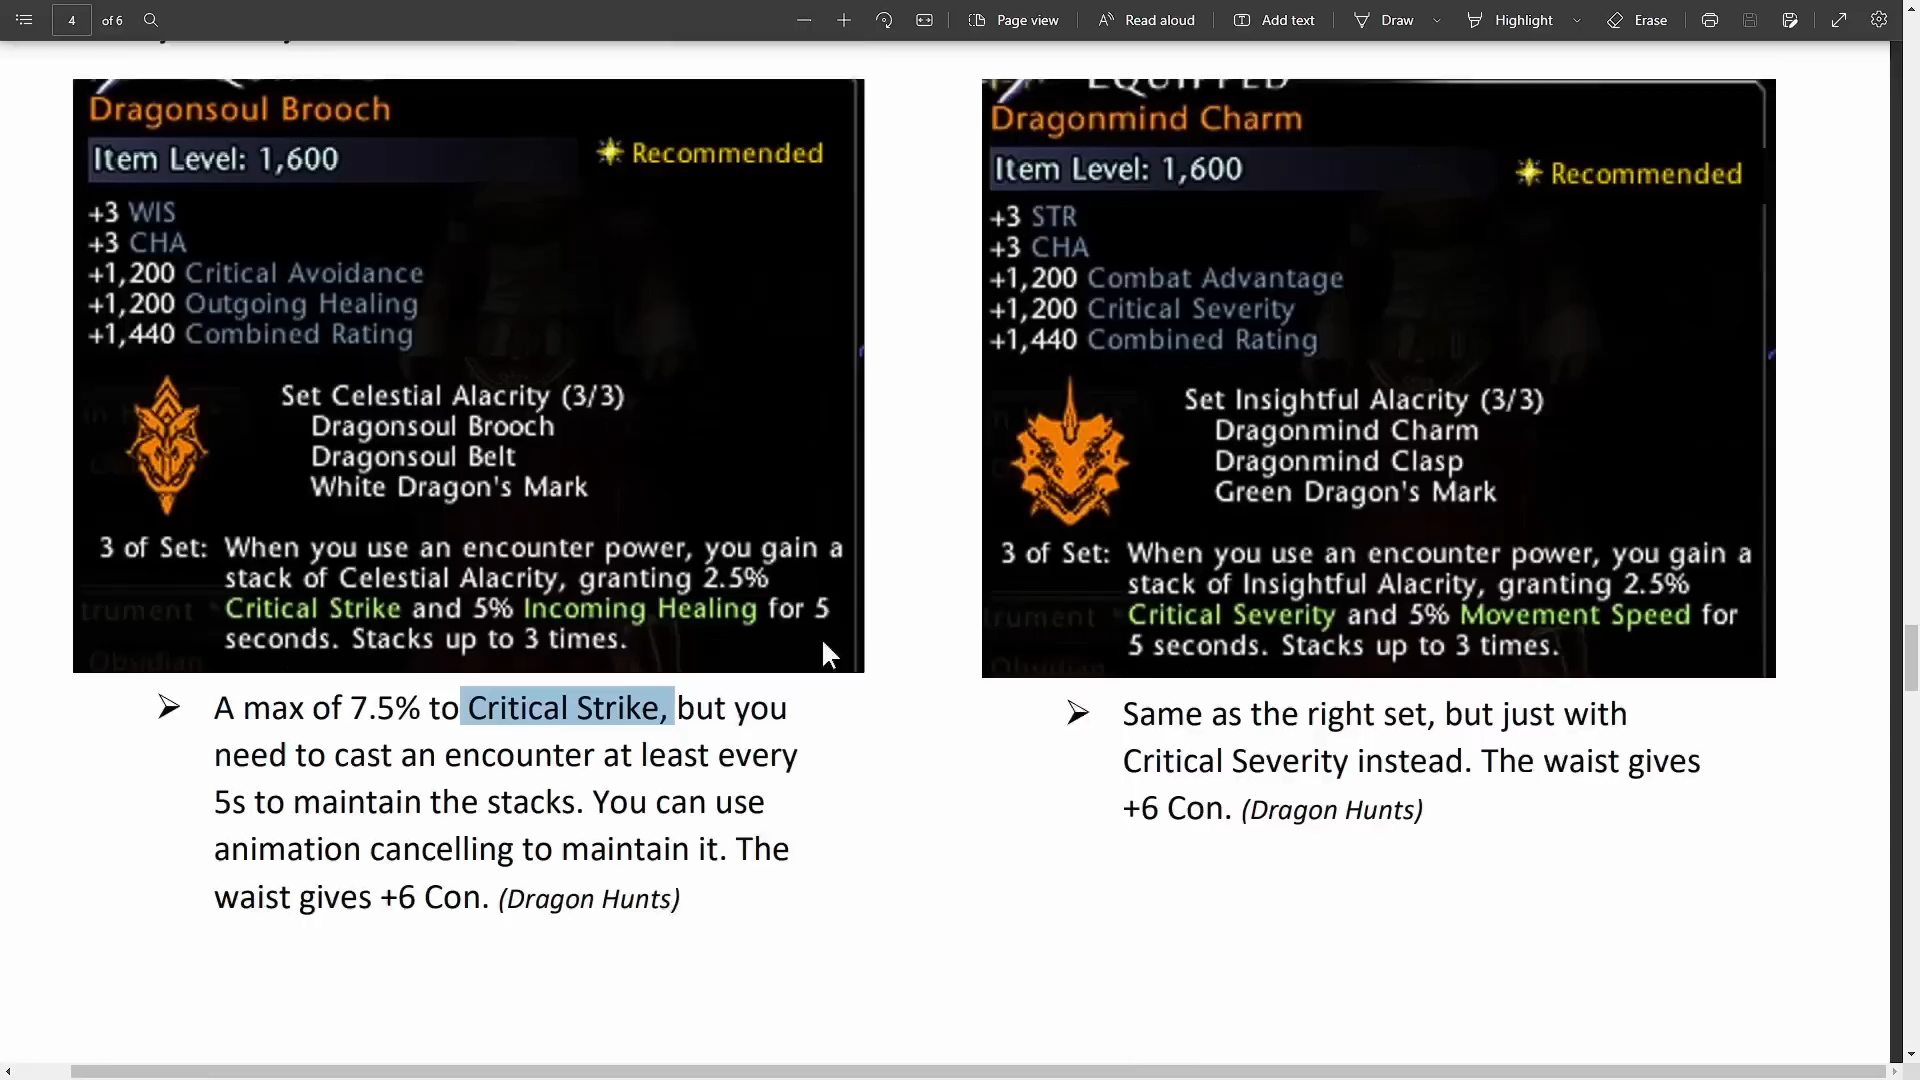 4 of 6 Page view Read aloud Add text Draw Highlight Erase
EQUIPPED
Dragonsoul Brooch
Item Level: 1,600
Recommended
+3 WIS
+3 CHA
+1,200 Critical Avoidance
+1,200 Outgoing Healing
+1,440 Combined Rating
Set Celestial Alacrity (3/3)
Dragonsoul Brooch
Dragonsoul Belt
White Dragon's Mark
3 of Set: When you use an encounter power, you gain a
stack of Celestial Alacrity, granting 2.5%
Critical Strike and 5% Incoming Healing for 5
seconds. Stacks up to 3 times.
trument
Obsidian
➢ A max of 7.5% to Critical Strike, but you
need to cast an encounter at least every
5s to maintain the stacks. You can use
animation cancelling to maintain it. The
waist gives +6 Con. (Dragon Hunts)
Dragonmind Charm
Item Level: 1,600
Recommended
+3 STR
+3 CHA
+1,200 Combat Advantage
+1,200 Critical Severity
+1,440 Combined Rating
Set Insightful Alacrity (3/3)
Dragonmind Charm
Dragonmind Clasp
Green Dragon's Mark
3 of Set: When you use an encounter power, you gain a
stack of Insightful Alacrity, granting 2.5%
Critical Severity and 5% Movement Speed for
5 seconds. Stacks up to 3 times.
rument
Obsidian
➢ Same as the right set, but just with
Critical Severity instead. The waist gives
+6 Con. (Dragon Hunts)